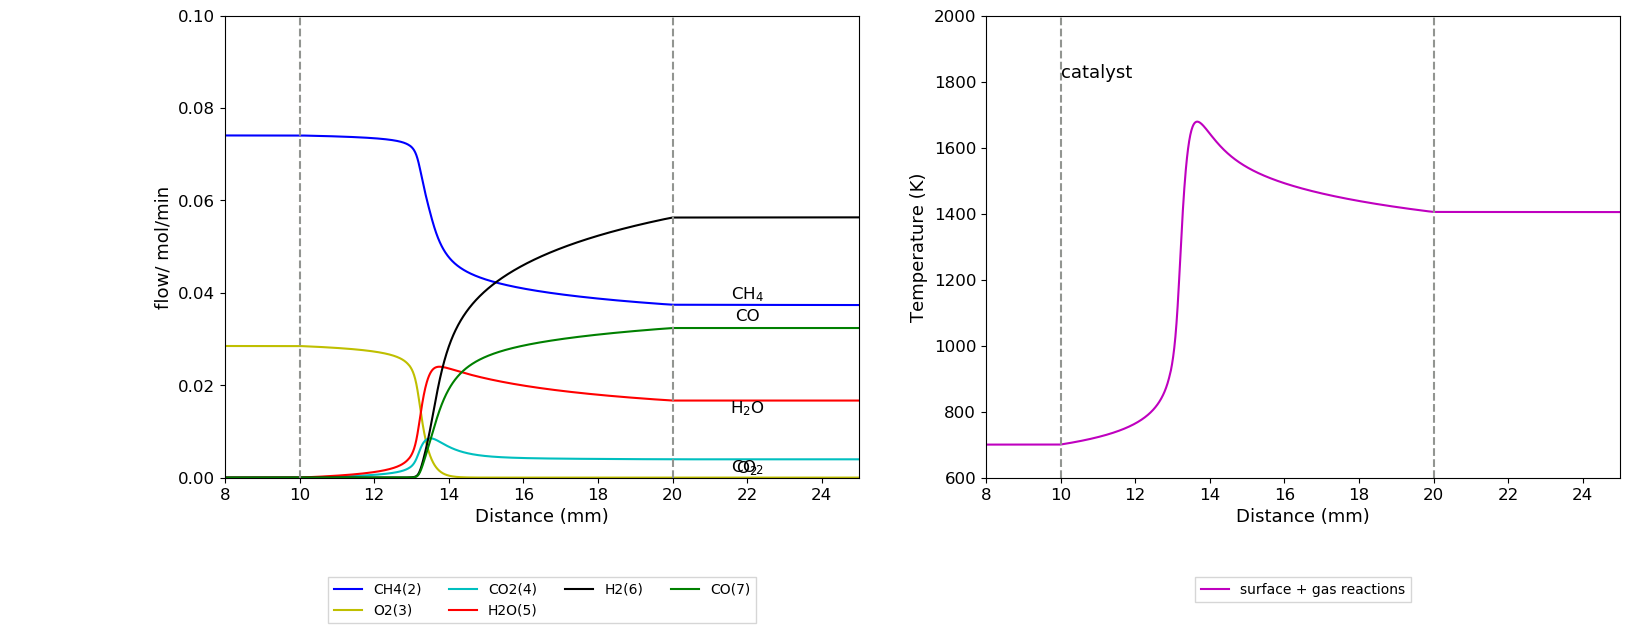 0.10
0.08
0.06
0.04
0.02
0.00
flow/ mol/min
8 10 12 14 16 18 20 22 24
Distance (mm)
CH₄
CO
H₂O
CO₂
O₂
CH4(2) CO2(4) H2(6) CO(7)
O2(3) H2O(5)
2000
1800
1600
1400
1200
1000
800
600
Temperature (K)
catalyst
8 10 12 14 16 18 20 22 24
Distance (mm)
surface + gas reactions